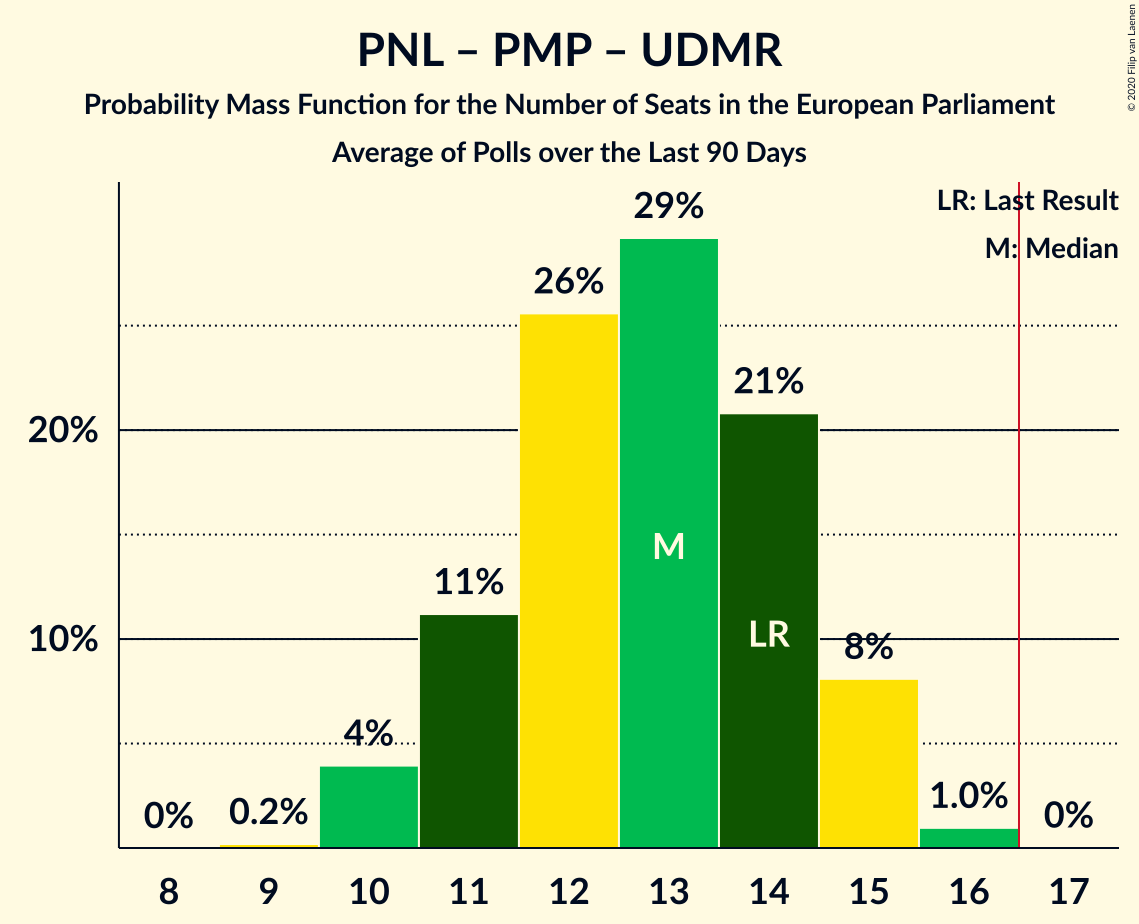 PNL – PMP – UDMR
Probability Mass Function for the Number of Seats in the European Parliament
Average of Polls over the Last 90 Days
© 2020 Filip van Laenen
LR: Last Result
M: Median
29%
26%
21%
20%
11%
10%
8%
4%
0%
0.2%
1.0%
0%
M
LR
8 9 10 11 12 13 14 15 16 17